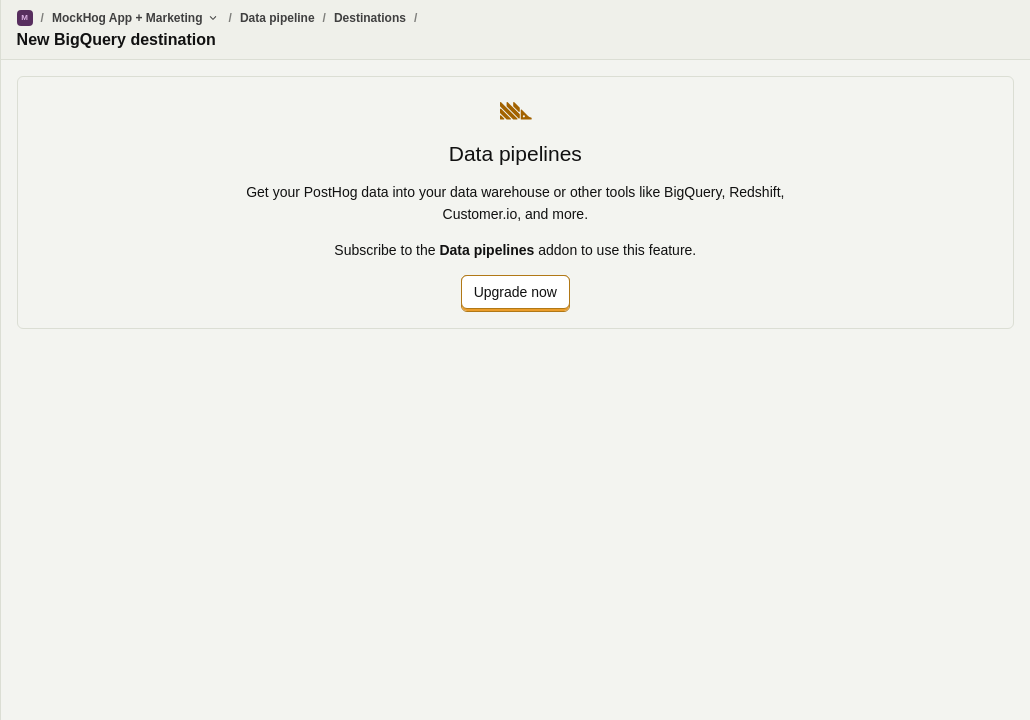 M / MockHog App + Marketing / Data pipeline / Destinations /
New BigQuery destination
Data pipelines
Get your PostHog data into your data warehouse or other tools like BigQuery, Redshift,
Customer.io, and more.
Subscribe to the Data pipelines addon to use this feature.
Upgrade now